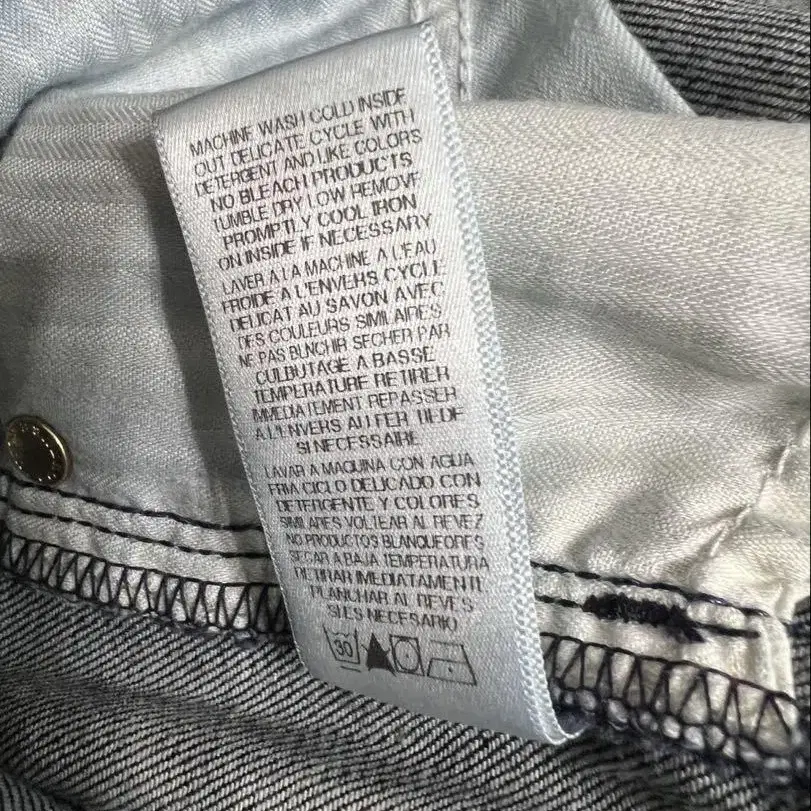 MACHINE WASH COLD INSIDE
OUT DELICATE CYCLE WITH
DETERGENT AND LIKE COLORS
NO BLEACH PRODUCTS
TUMBLE DRY LOW REMOVE
PROMPTLY COOL IRON
ON INSIDE IF NECESSARY
LAVER A LA MACHINE A L'EAU
FROIDE A L'ENVERS CYCLE
DELICAT AU SAVON AVEC
DES COULEURS SIMILAIRES
NE PAS BLNCHIR SECHER PAR
CULBUTAGE A BASSE
TEMPERATURE RETIRER
IMMEDIATEMENT REPASSER
A L'ENVERS AU FER TIEDE
SI NECESSAIRE
LAVAR A MAQUINA CON AGUA
FRIA CICLO DELICADO CON
DETERGENTE Y COLORES
SIMILARES VOLTEAR AL REVEZ
NO PRODUCTOS BLANQUEORES
SECAR A BAJA TEMPERATURA
RETIRAR IMEDIATAMENTE
PLANCHAR AL REVES
SI ES NECESARIO
30